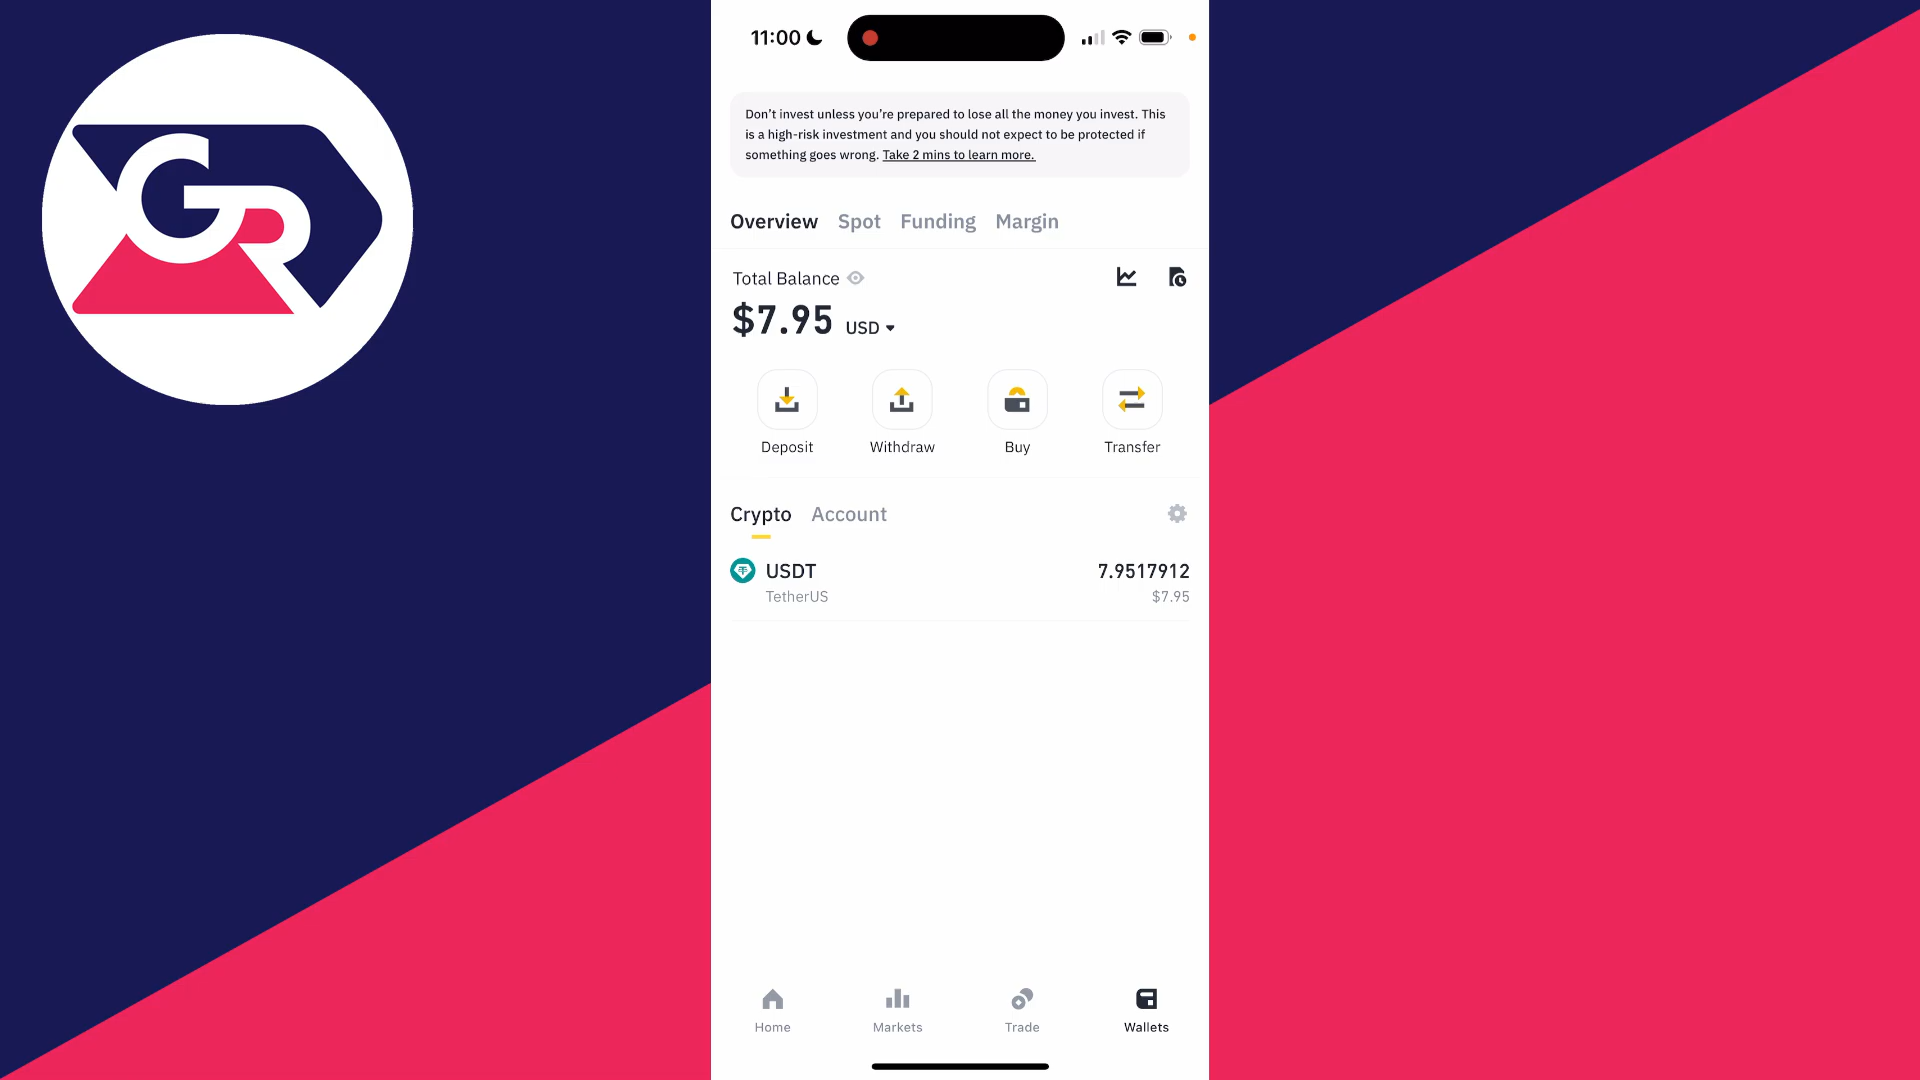 GR
11:00
Don’t invest unless you’re prepared to lose all the money you invest. This
is a high-risk investment and you should not expect to be protected if
something goes wrong. Take 2 mins to learn more.
Overview Spot Funding Margin
Total Balance
$7.95 USD
Deposit Withdraw Buy Transfer
Crypto Account
USDT 7.9517912
TetherUS $7.95
Home Markets Trade Wallets